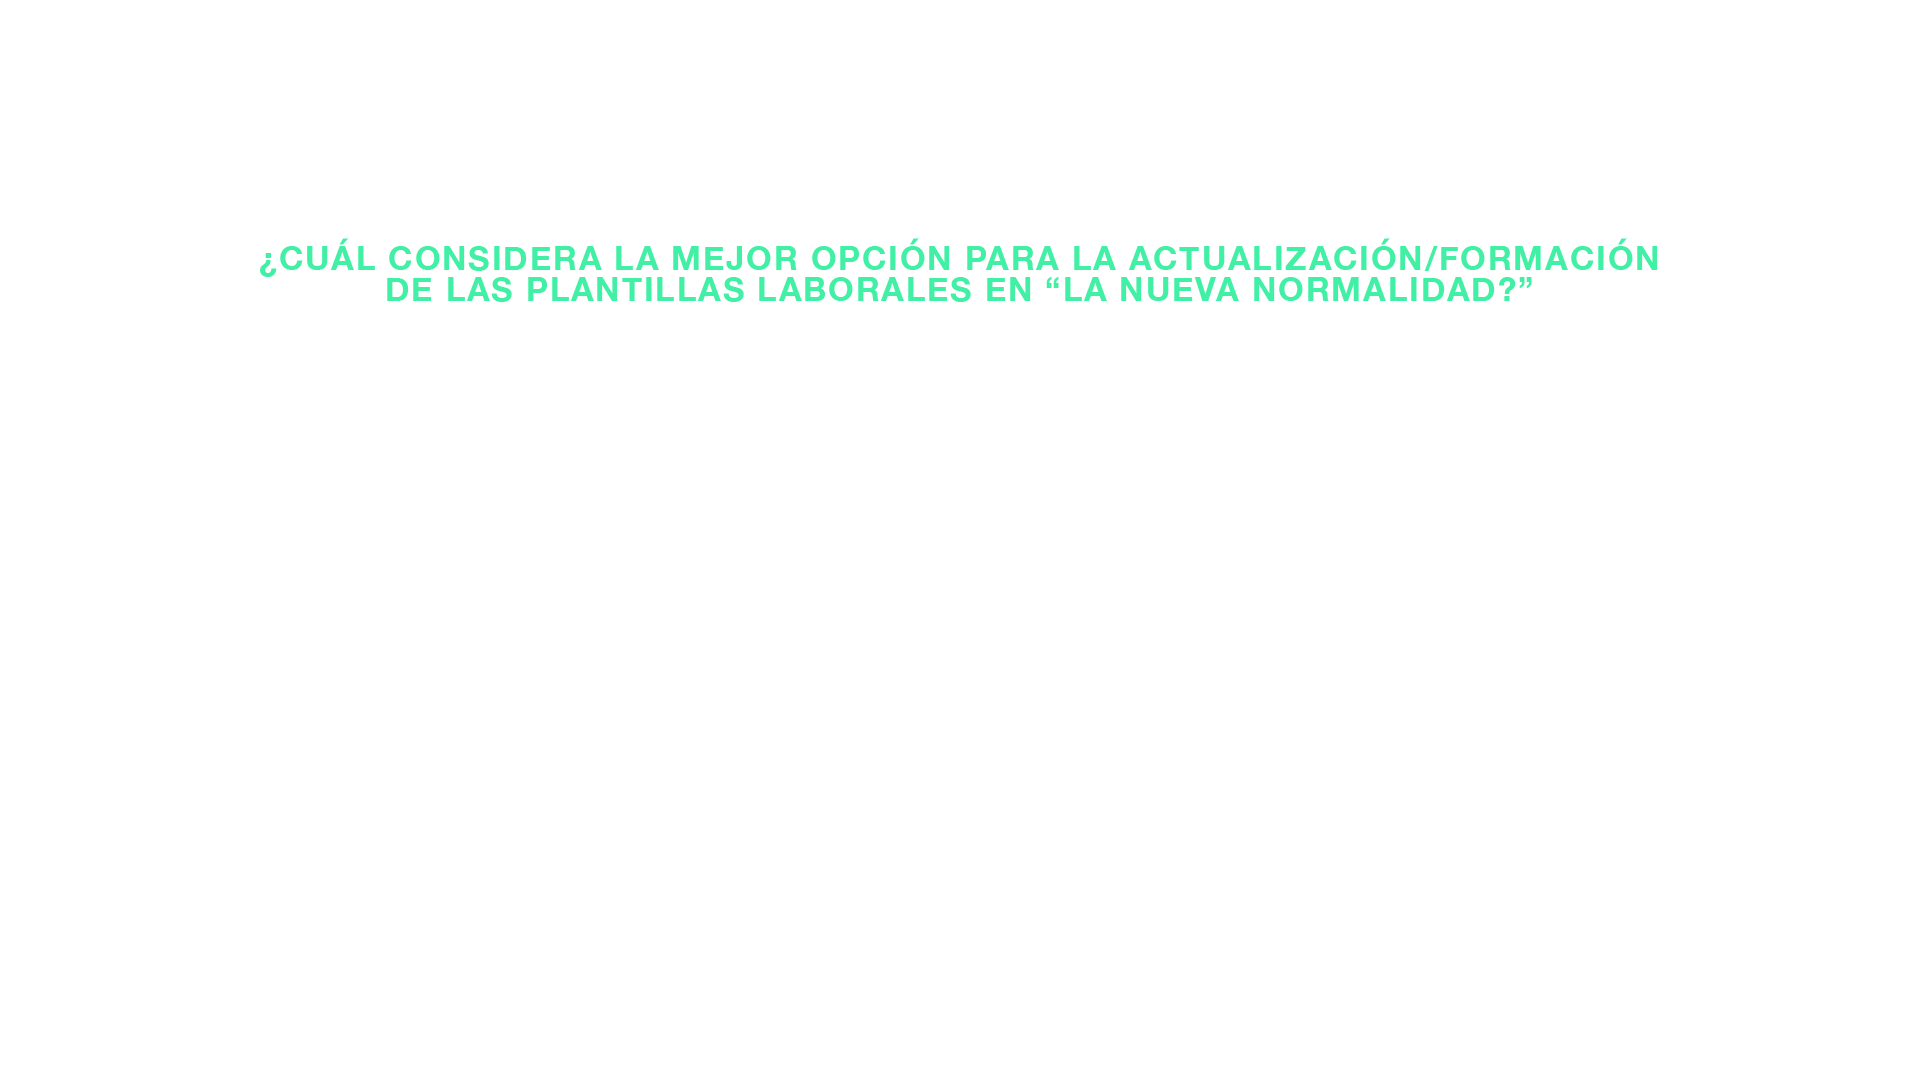 ¿CUÁL CONSIDERA LA MEJOR OPCIÓN PARA LA ACTUALIZACIÓN/FORMACIÓN
DE LAS PLANTILLAS LABORALES EN “LA NUEVA NORMALIDAD?”